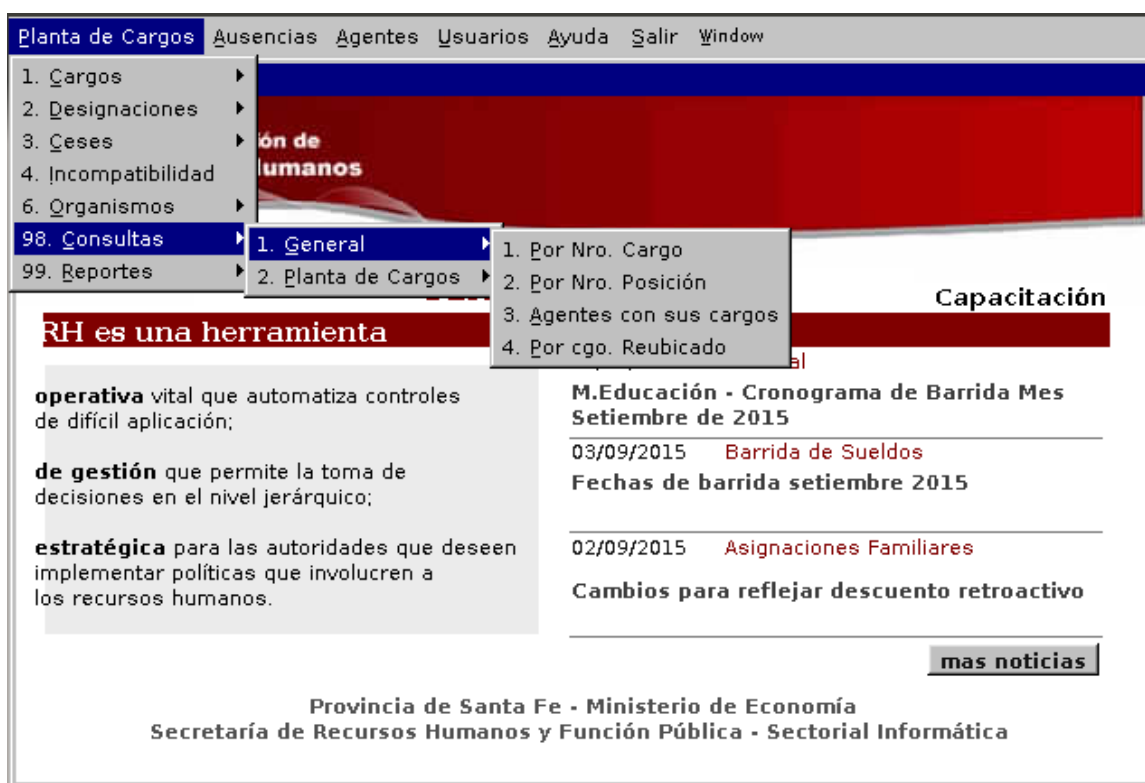 Planta de Cargos Ausencias Agentes Usuarios Ayuda Salir Window
1. Cargos
2. Designaciones
3. Ceses
4. Incompatibilidad
6. Organismos
98. Consultas
99. Reportes
1. General
2. Planta de Cargos
1. Por Nro. Cargo
2. Por Nro. Posición
3. Agentes con sus cargos
4. Por cgo. Reubicado
ón de
umanos
Capacitación
RH es una herramienta
operativa vital que automatiza controles
de difícil aplicación;
de gestión que permite la toma de
decisiones en el nivel jerárquico;
estratégica para las autoridades que deseen
implementar políticas que involucren a
los recursos humanos.
al
M.Educación - Cronograma de Barrida Mes
Setiembre de 2015
03/09/2015 Barrida de Sueldos
Fechas de barrida setiembre 2015
02/09/2015 Asignaciones Familiares
Cambios para reflejar descuento retroactivo
mas noticias
Provincia de Santa Fe - Ministerio de Economía
Secretaría de Recursos Humanos y Función Pública - Sectorial Informática